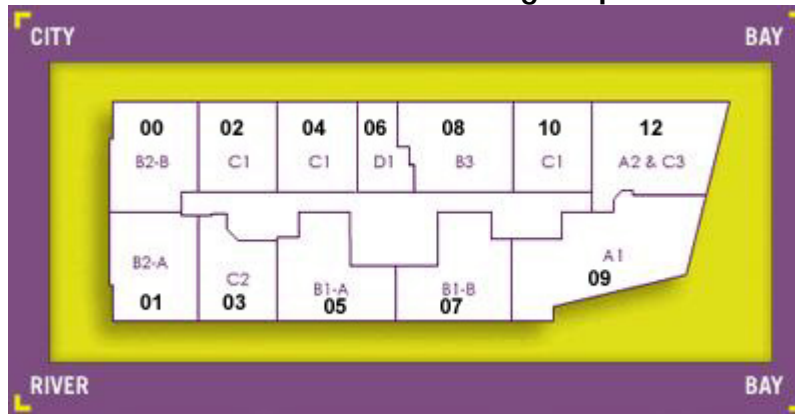 CITY BAY
00 02 04 06 08 10 12
B2-B C1 C1 D1 B3 C1 A2 & C3
B2-A C2 B1-A B1-B A1
01 03 05 07 09
RIVER BAY